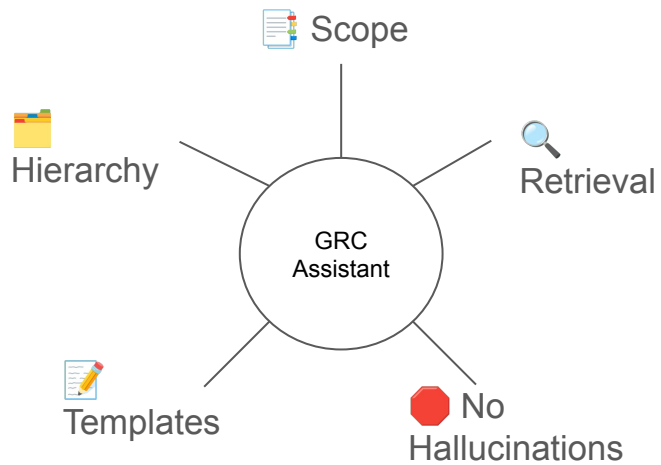 Scope
Hierarchy
Retrieval
GRC
Assistant
Templates
No
Hallucinations